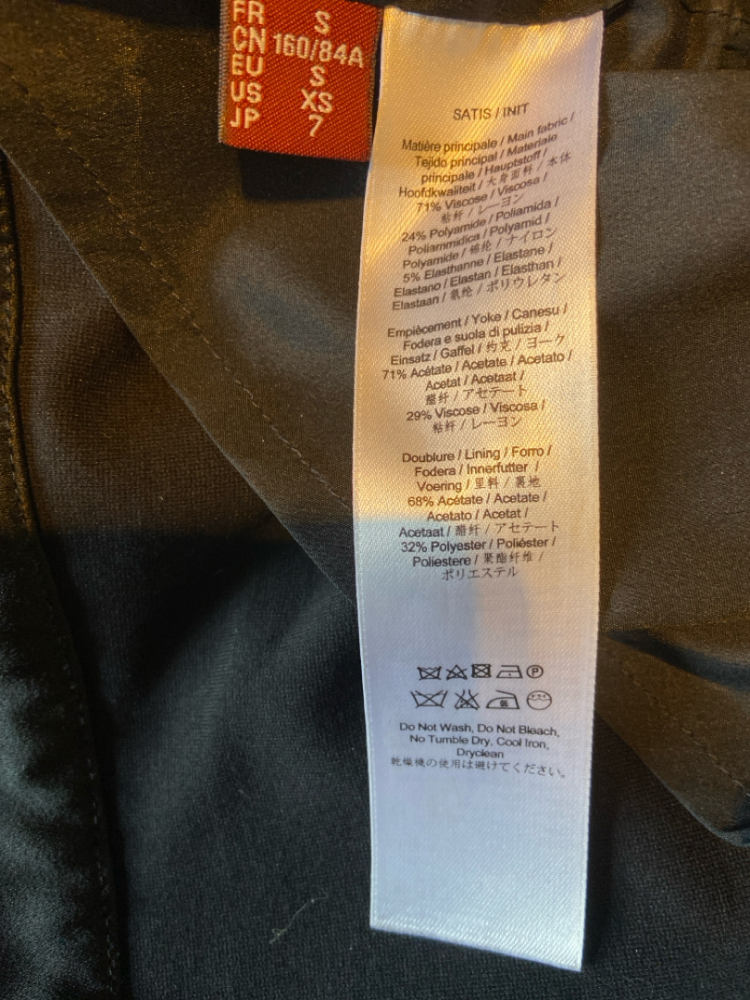 FR S
CN 160/84A
EU S
US XS
JP 7
SATIS / INIT
Matière principale / Main fabric /
Tejido principal / Materiale
principale / Hauptstoff /
Hoofdkwaliteit / 大身面料 / 本体
71% Viscose / Viscosa /
粘纤 / レーヨン
24% Polyamide / Poliamida /
Poliammidica / Polyamid /
Polyamide / 锦纶 / ナイロン
5% Elasthanne / Elastane /
Elastano / Elastan / Elasthan /
Elastaan / 氨纶 / ポリウレタン
Empiècement / Yoke / Canesu /
Fodera e suola di pulizia /
Einsatz / Gaffel / 约克 / ヨーク
71% Acétate / Acetate / Acetato /
Acetat / Acetaat /
醋纤 / アセテート
29% Viscose / Viscosa /
粘纤 / レーヨン
Doublure / Lining / Forro /
Fodera / Innenfutter /
Voering / 里料 / 裏地
68% Acétate / Acetate /
Acetato / Acetat /
Acetaat / 醋纤 / アセテート
32% Polyester / Poliéster /
Poliestere / 聚酯纤维 /
ポリエステル
P
Do Not Wash, Do Not Bleach,
No Tumble Dry, Cool Iron,
Dryclean
乾燥機の使用は避けてください。